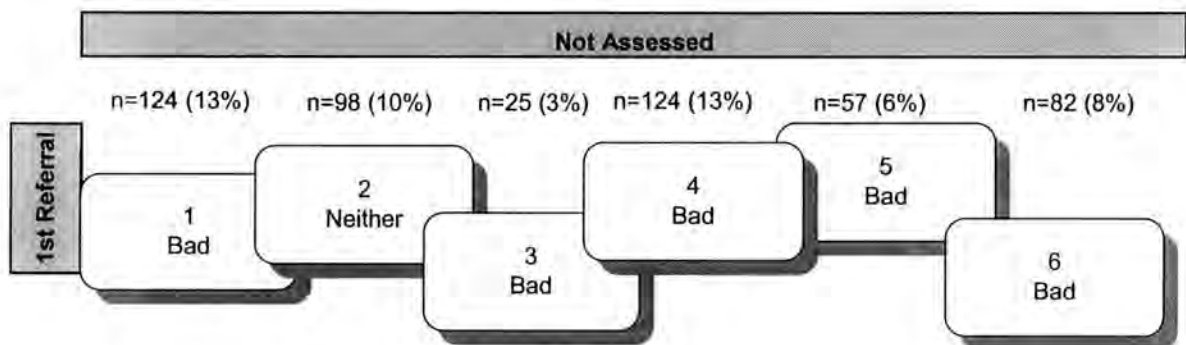 Not Assessed
n=124 (13%) n=98 (10%) n=25 (3%) n=124 (13%) n=57 (6%) n=82 (8%)
1st Referral
1
Bad
2
Neither
3
Bad
4
Bad
5
Bad
6
Bad